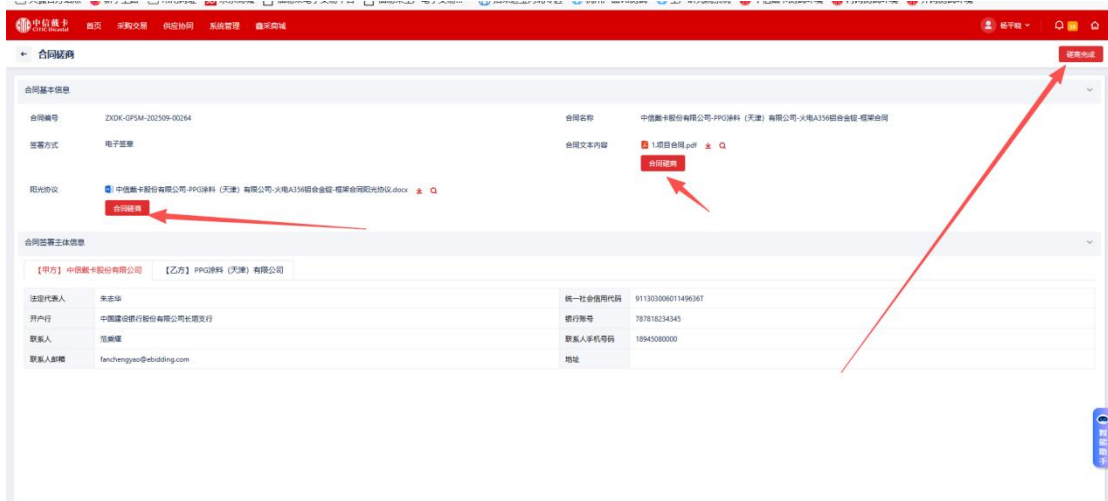 中信戴卡 首页 采购交易 供应协同 系统管理 鑫采商城 杨平晓
CITIC Dicastal
← 合同磋商 磋商完成
合同基本信息
合同编号 ZXDK-GPSM-202509-00264 合同名称 中信戴卡股份有限公司-PPG涂料（天津）有限公司-火电A356铝合金锭-框架合同
签署方式 电子签章 合同文本内容 1.项目合同.pdf
合同磋商
阳光协议 中信戴卡股份有限公司-PPG涂料（天津）有限公司-火电A356铝合金锭-框架合同阳光协议.docx
合同磋商
合同签署主体信息
【甲方】中信戴卡股份有限公司 【乙方】PPG涂料（天津）有限公司
法定代表人 朱志华 统一社会信用代码 91130300601149636T
开户行 中国建设银行股份有限公司长垣支行 银行账号 787818234345
联系人 范乘耀 联系人手机号码 18945080000
联系人邮箱 fanchengyao@ebidding.com 地址
智能助手